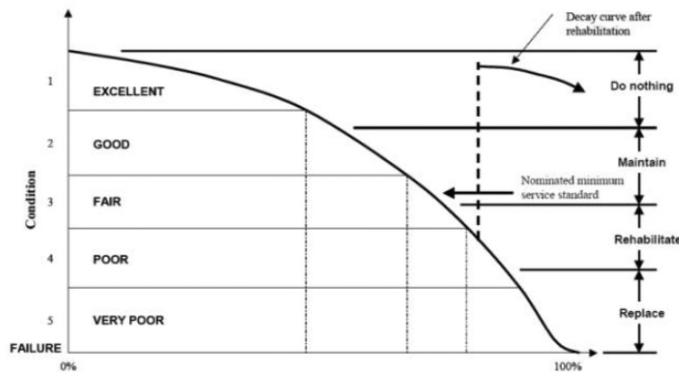 Decay curve after
rehabilitation
1
EXCELLENT
Do nothing
2
GOOD
Maintain
Nominated minimum
service standard
3
FAIR
Rehabilitate
4
POOR
Replace
5
VERY POOR
FAILURE
0%
100%
Condition